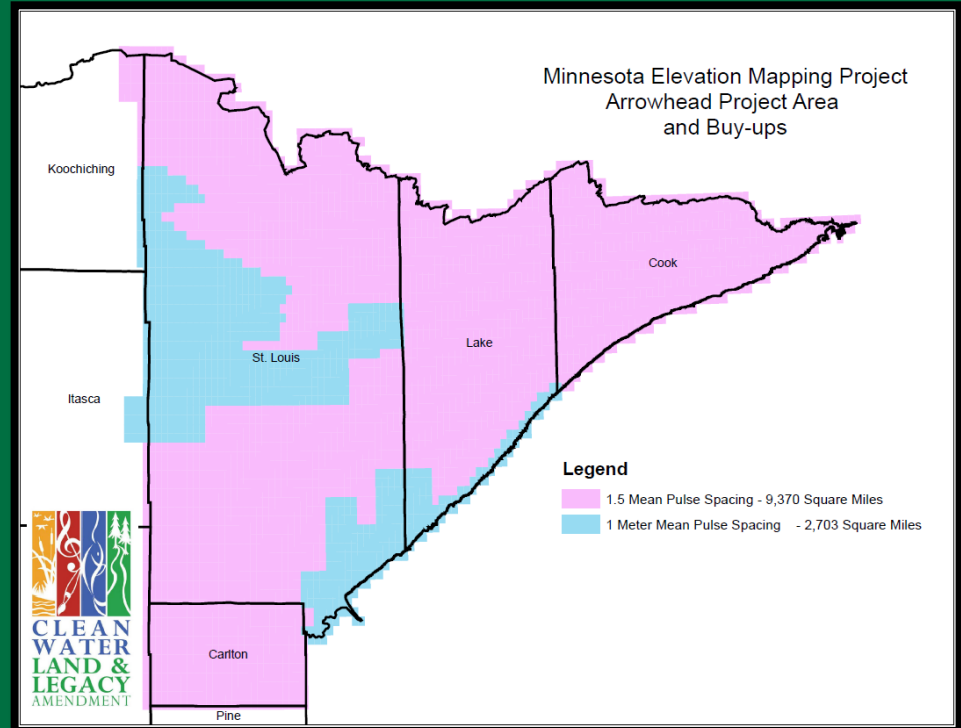 Minnesota Elevation Mapping Project
Arrowhead Project Area
and Buy-ups
Koochiching
Cook
Lake
St. Louis
Itasca
Legend
1.5 Mean Pulse Spacing - 9,370 Square Miles
1 Meter Mean Pulse Spacing - 2,703 Square Miles
CLEAN
WATER
LAND &
LEGACY
AMENDMENT
Carlton
Pine